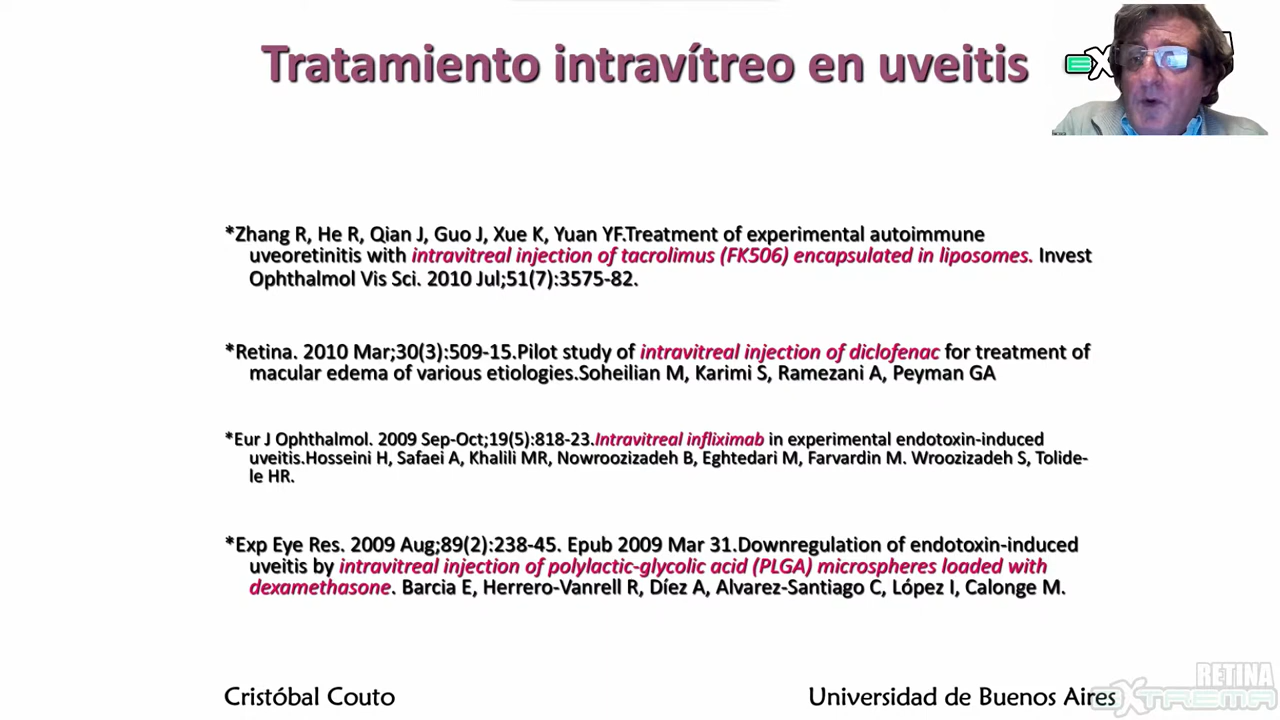 Tratamiento intravítreo en uveitis
*Zhang R, He R, Qian J, Guo J, Xue K, Yuan YF.Treatment of experimental autoimmune
uveoretinitis with intravitreal injection of tacrolimus (FK506) encapsulated in liposomes. Invest
Ophthalmol Vis Sci. 2010 Jul;51(7):3575-82.
*Retina. 2010 Mar;30(3):509-15.Pilot study of intravitreal injection of diclofenac for treatment of
macular edema of various etiologies.Soheilian M, Karimi S, Ramezani A, Peyman GA
*Eur J Ophthalmol. 2009 Sep-Oct;19(5):818-23.Intravitreal infliximab in experimental endotoxin-induced
uveitis.Hosseini H, Safaei A, Khalili MR, Nowroozizadeh B, Eghtedari M, Farvardin M. Wroozizadeh S, Tolide-
le HR.
*Exp Eye Res. 2009 Aug;89(2):238-45. Epub 2009 Mar 31.Downregulation of endotoxin-induced
uveitis by intravitreal injection of polylactic-glycolic acid (PLGA) microspheres loaded with
dexamethasone. Barcia E, Herrero-Vanrell R, Díez A, Alvarez-Santiago C, López I, Calonge M.
Cristóbal Couto
Universidad de Buenos Aires
RETINA
eXtrema